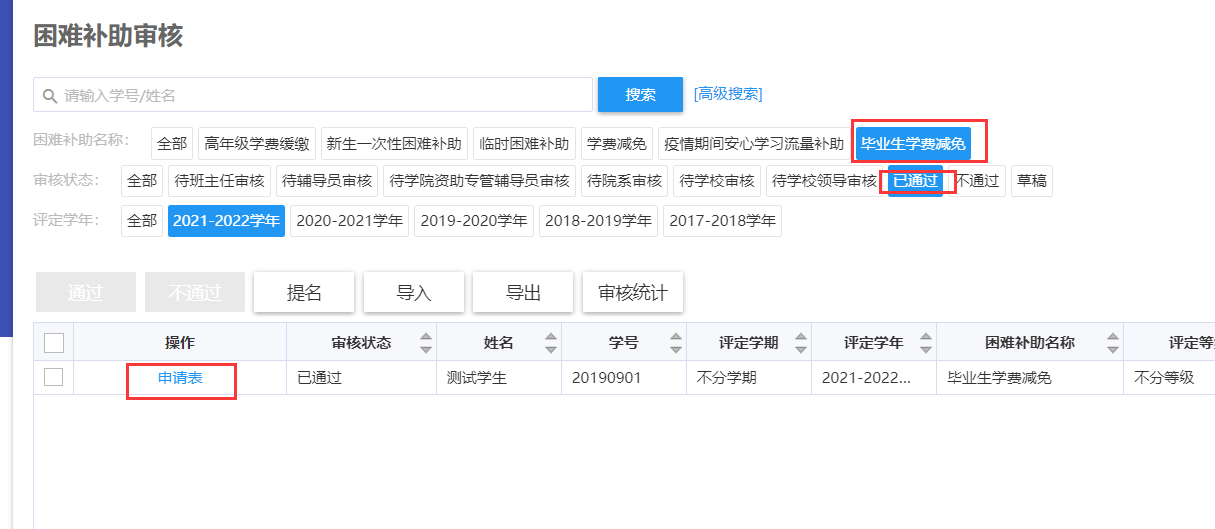 困难补助审核
请输入学号/姓名 搜索 [高级搜索]
困难补助名称： 全部 高年级学费缓缴 新生一次性困难补助 临时困难补助 学费减免 疫情期间安心学习流量补助 毕业生学费减免
审核状态： 全部 待班主任审核 待辅导员审核 待学院资助专管辅导员审核 待院系审核 待学校审核 待学校领导审核 已通过 不通过 草稿
评定学年： 全部 2021-2022学年 2020-2021学年 2019-2020学年 2018-2019学年 2017-2018学年
通过 不通过 提名 导入 导出 审核统计
操作 审核状态 姓名 学号 评定学期 评定学年 困难补助名称 评定等
申请表 已通过 测试学生 20190901 不分学期 2021-2022... 毕业生学费减免 不分等级